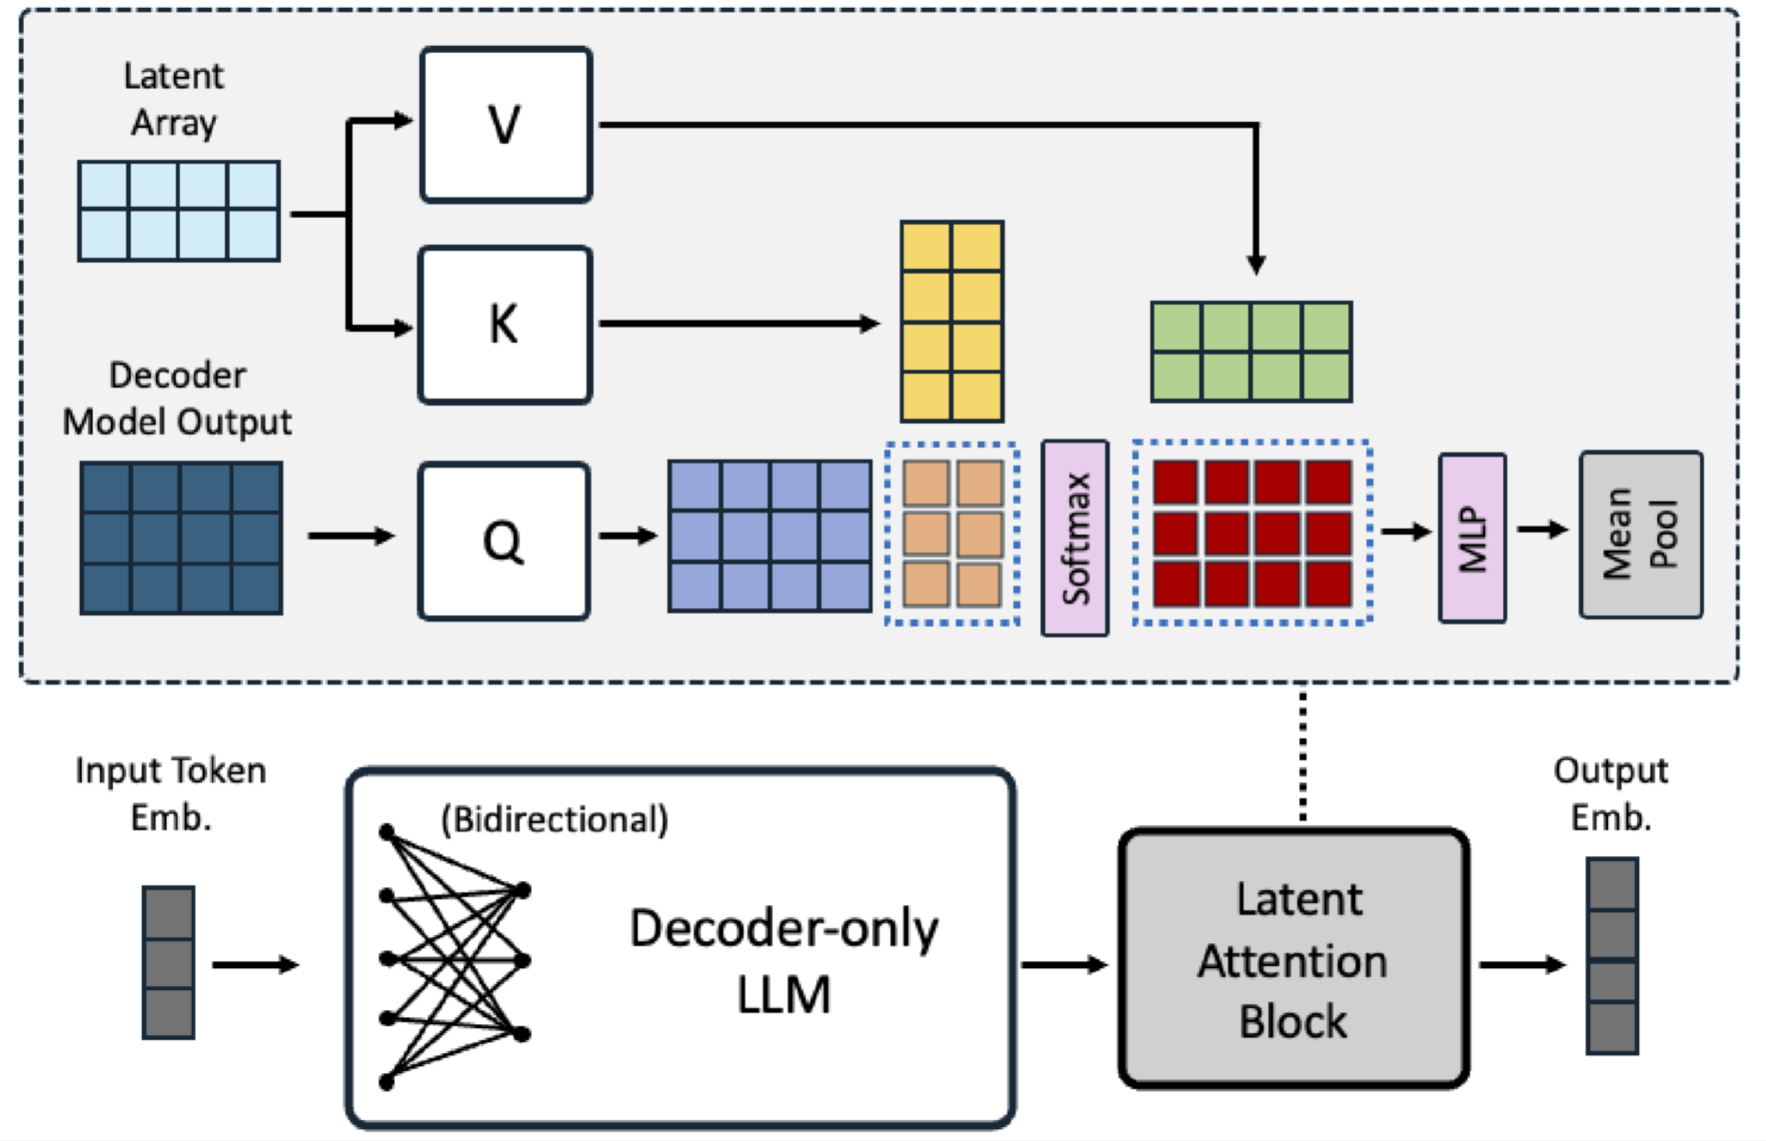 Latent
Array
V
K
Decoder
Model Output
Q
Softmax
MLP
Mean
Pool
Input Token
Emb.
(Bidirectional)
Decoder-only
LLM
Latent
Attention
Block
Output
Emb.